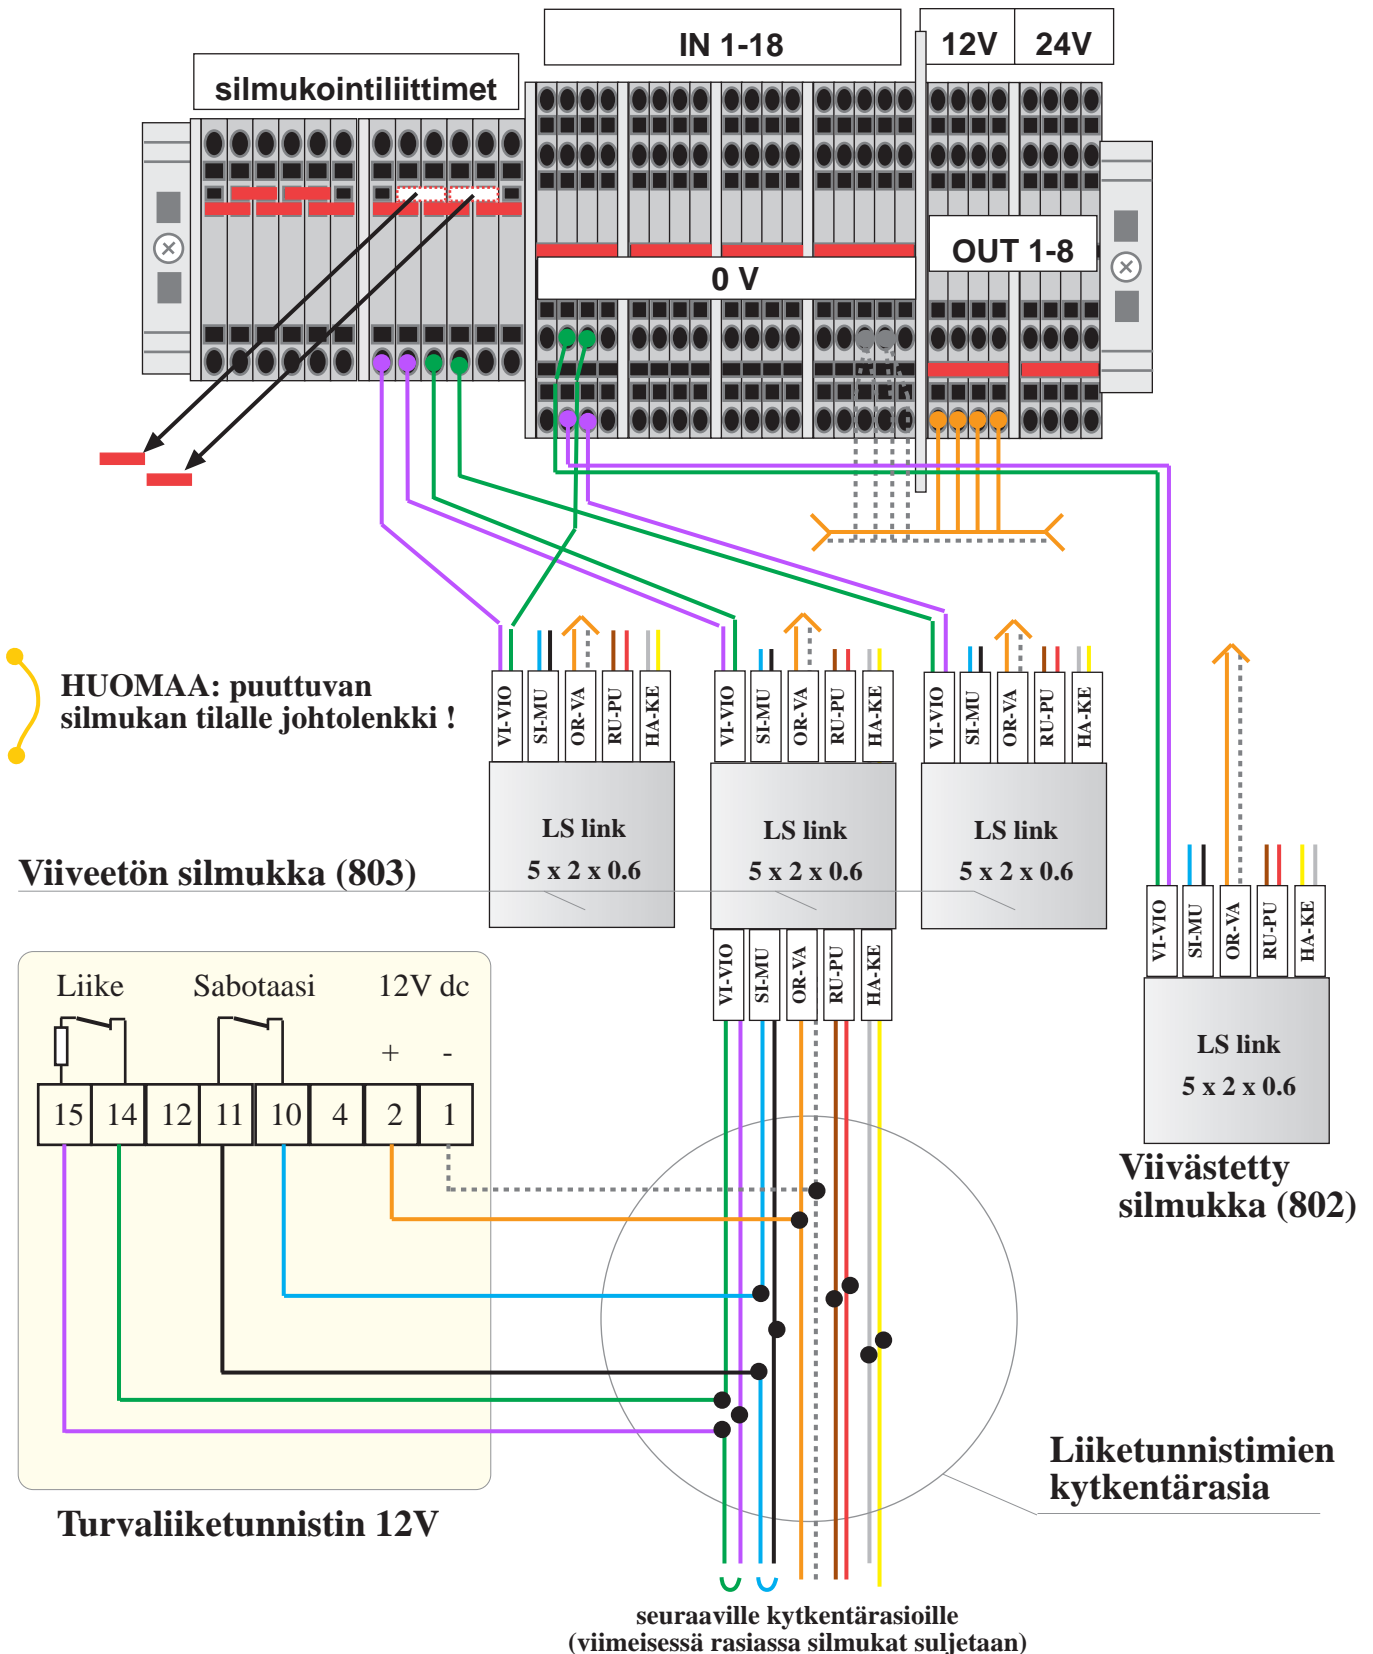 IN 1-18
12V
24V
silmukointiliittimet
OUT 1-8
0 V
HUOMAA: puuttuvan
silmukan tilalle johtolenkki !
VI-VIO
SI-MU
OR-VA
RU-PU
HA-KE
VI-VIO
SI-MU
OR-VA
RU-PU
HA-KE
VI-VIO
SI-MU
OR-VA
RU-PU
HA-KE
LS link
5 x 2 x 0.6
LS link
5 x 2 x 0.6
LS link
5 x 2 x 0.6
Viiveetön silmukka (803)
VI-VIO
SI-MU
OR-VA
RU-PU
HA-KE
LS link
5 x 2 x 0.6
Viivästetty
silmukka (802)
VI-VIO
SI-MU
OR-VA
RU-PU
HA-KE
Liike
Sabotaasi
12V dc
+
-
15
14
12
11
10
4
2
1
Turvaliiketunnistin 12V
Liiketunnistimien
kytkentärasia
seuraaville kytkentärasioille
(viimeisessä rasiassa silmukat suljetaan)